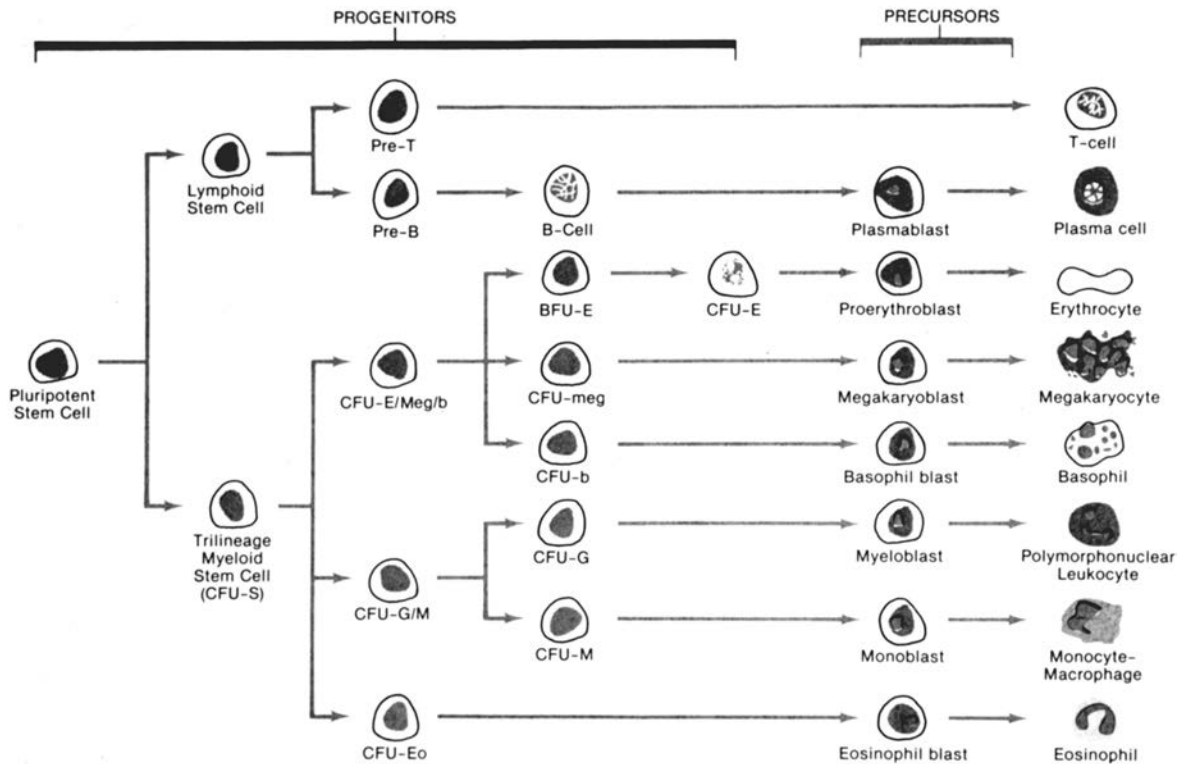 PROGENITORS
PRECURSORS
Pre-T
T-cell
Lymphoid
Stem Cell
Pre-B
B-Cell
Plasmablast
Plasma cell
BFU-E
CFU-E
Proerythroblast
Erythrocyte
Pluripotent
Stem Cell
CFU-E/Meg/b
CFU-meg
Megakaryoblast
Megakaryocyte
CFU-b
Basophil blast
Basophil
Trilineage
Myeloid
Stem Cell
(CFU-S)
CFU-G/M
CFU-G
Myeloblast
Polymorphonuclear
Leukocyte
CFU-M
Monoblast
Monocyte-
Macrophage
CFU-Eo
Eosinophil blast
Eosinophil